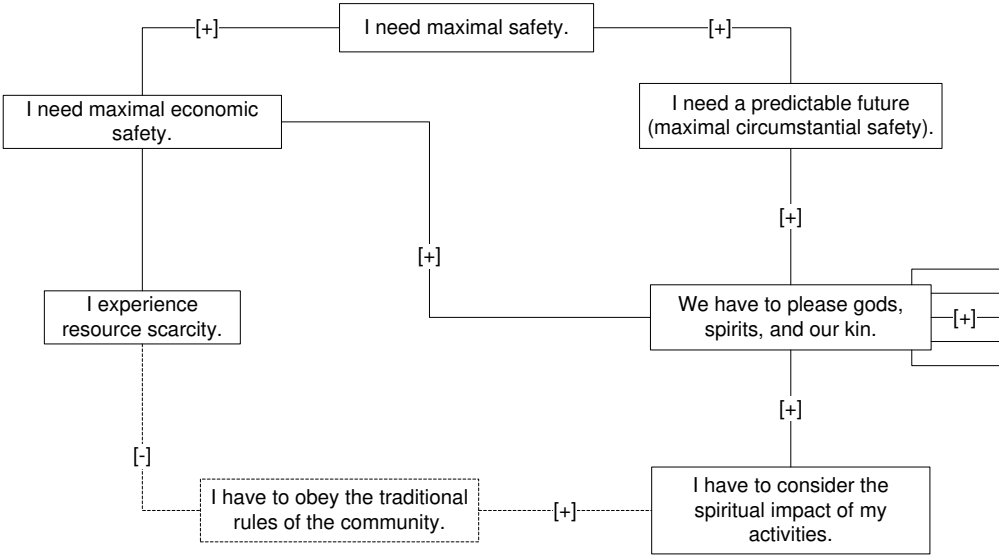 [+]
I need maximal safety.
[+]
I need maximal economic
safety.
I need a predictable future
(maximal circumstantial safety).
[+]
[+]
I experience
resource scarcity.
We have to please gods,
spirits, and our kin.
[+]
[+]
[-]
I have to obey the traditional
rules of the community.
[+]
I have to consider the
spiritual impact of my
activities.